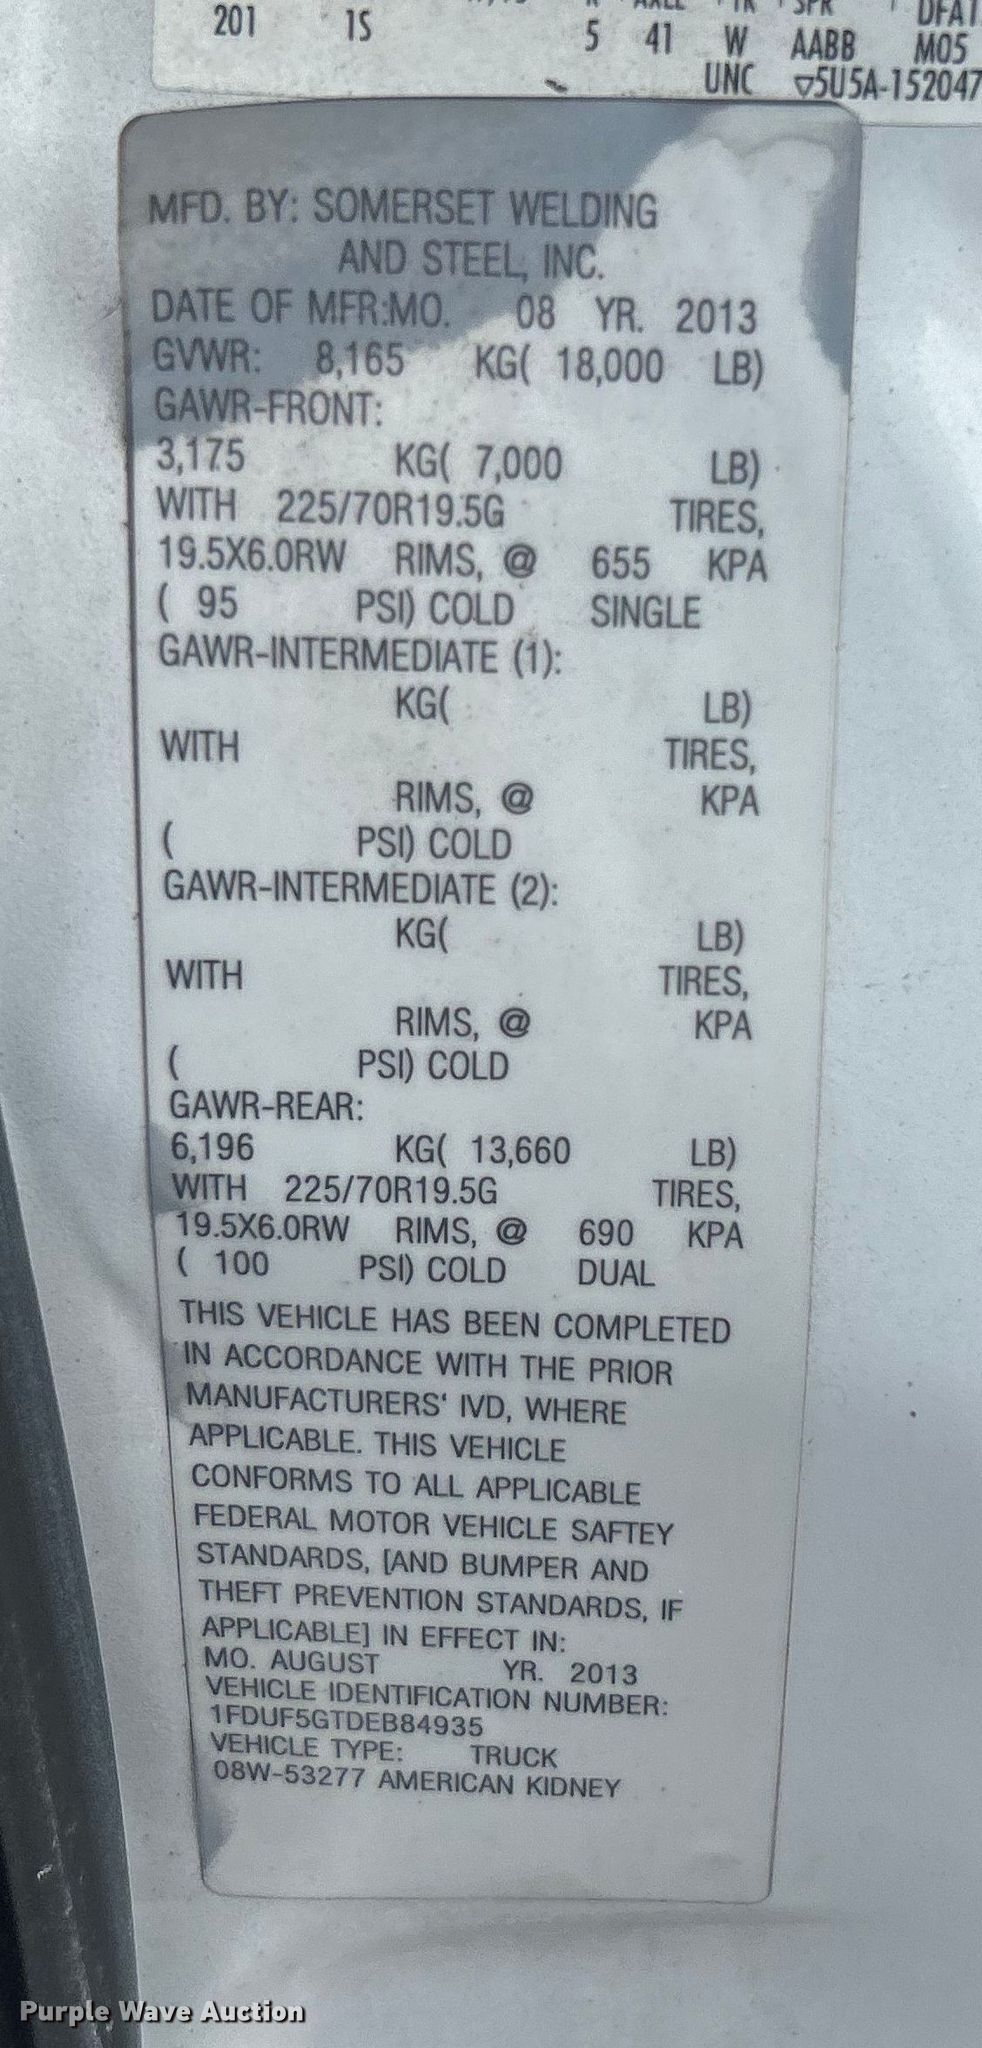 201 1S 5 41 W AABB M05
UNC ▽5U5A-152047
MFD. BY: SOMERSET WELDING
AND STEEL, INC.
DATE OF MFR:MO. 08 YR. 2013
GVWR: 8,165 KG( 18,000 LB)
GAWR-FRONT:
3,175 KG( 7,000 LB)
WITH 225/70R19.5G TIRES,
19.5X6.0RW RIMS, @ 655 KPA
( 95 PSI) COLD SINGLE
GAWR-INTERMEDIATE (1):
KG( LB)
WITH TIRES,
RIMS, @ KPA
( PSI) COLD
GAWR-INTERMEDIATE (2):
KG( LB)
WITH TIRES,
RIMS, @ KPA
( PSI) COLD
GAWR-REAR:
6,196 KG( 13,660 LB)
WITH 225/70R19.5G TIRES,
19.5X6.0RW RIMS, @ 690 KPA
( 100 PSI) COLD DUAL
THIS VEHICLE HAS BEEN COMPLETED
IN ACCORDANCE WITH THE PRIOR
MANUFACTURERS' IVD, WHERE
APPLICABLE. THIS VEHICLE
CONFORMS TO ALL APPLICABLE
FEDERAL MOTOR VEHICLE SAFTEY
STANDARDS, [AND BUMPER AND
THEFT PREVENTION STANDARDS, IF
APPLICABLE] IN EFFECT IN:
MO. AUGUST YR. 2013
VEHICLE IDENTIFICATION NUMBER:
1FDUF5GTDEB84935
VEHICLE TYPE: TRUCK
08W-53277 AMERICAN KIDNEY
Purple Wave Auction